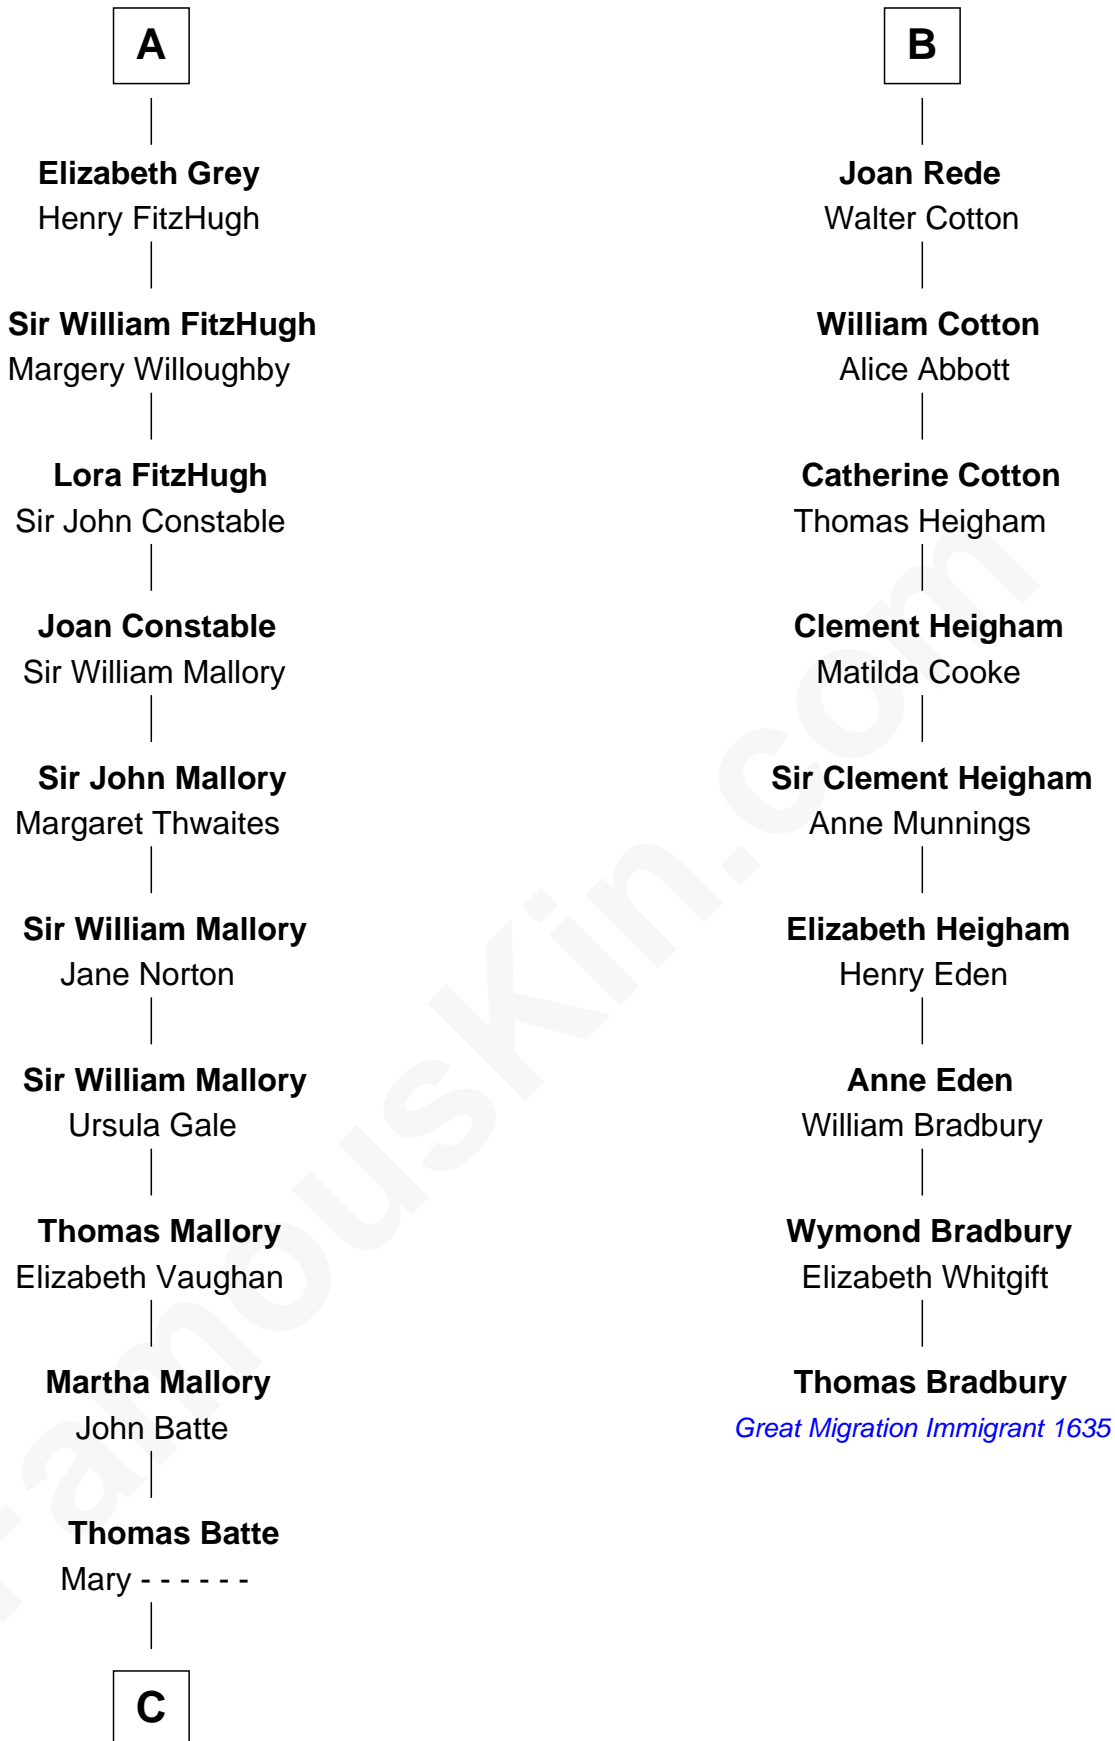 A
Elizabeth Grey
Henry FitzHugh
Sir William FitzHugh
Margery Willoughby
Lora FitzHugh
Sir John Constable
Joan Constable
Sir William Mallory
Sir John Mallory
Margaret Thwaites
Sir William Mallory
Jane Norton
Sir William Mallory
Ursula Gale
Thomas Mallory
Elizabeth Vaughan
Martha Mallory
John Batte
Thomas Batte
Mary - - - - - -
C
B
Joan Rede
Walter Cotton
William Cotton
Alice Abbott
Catherine Cotton
Thomas Heigham
Clement Heigham
Matilda Cooke
Sir Clement Heigham
Anne Munnings
Elizabeth Heigham
Henry Eden
Anne Eden
William Bradbury
Wymond Bradbury
Elizabeth Whitgift
Thomas Bradbury
Great Migration Immigrant 1635
FamousKin.com